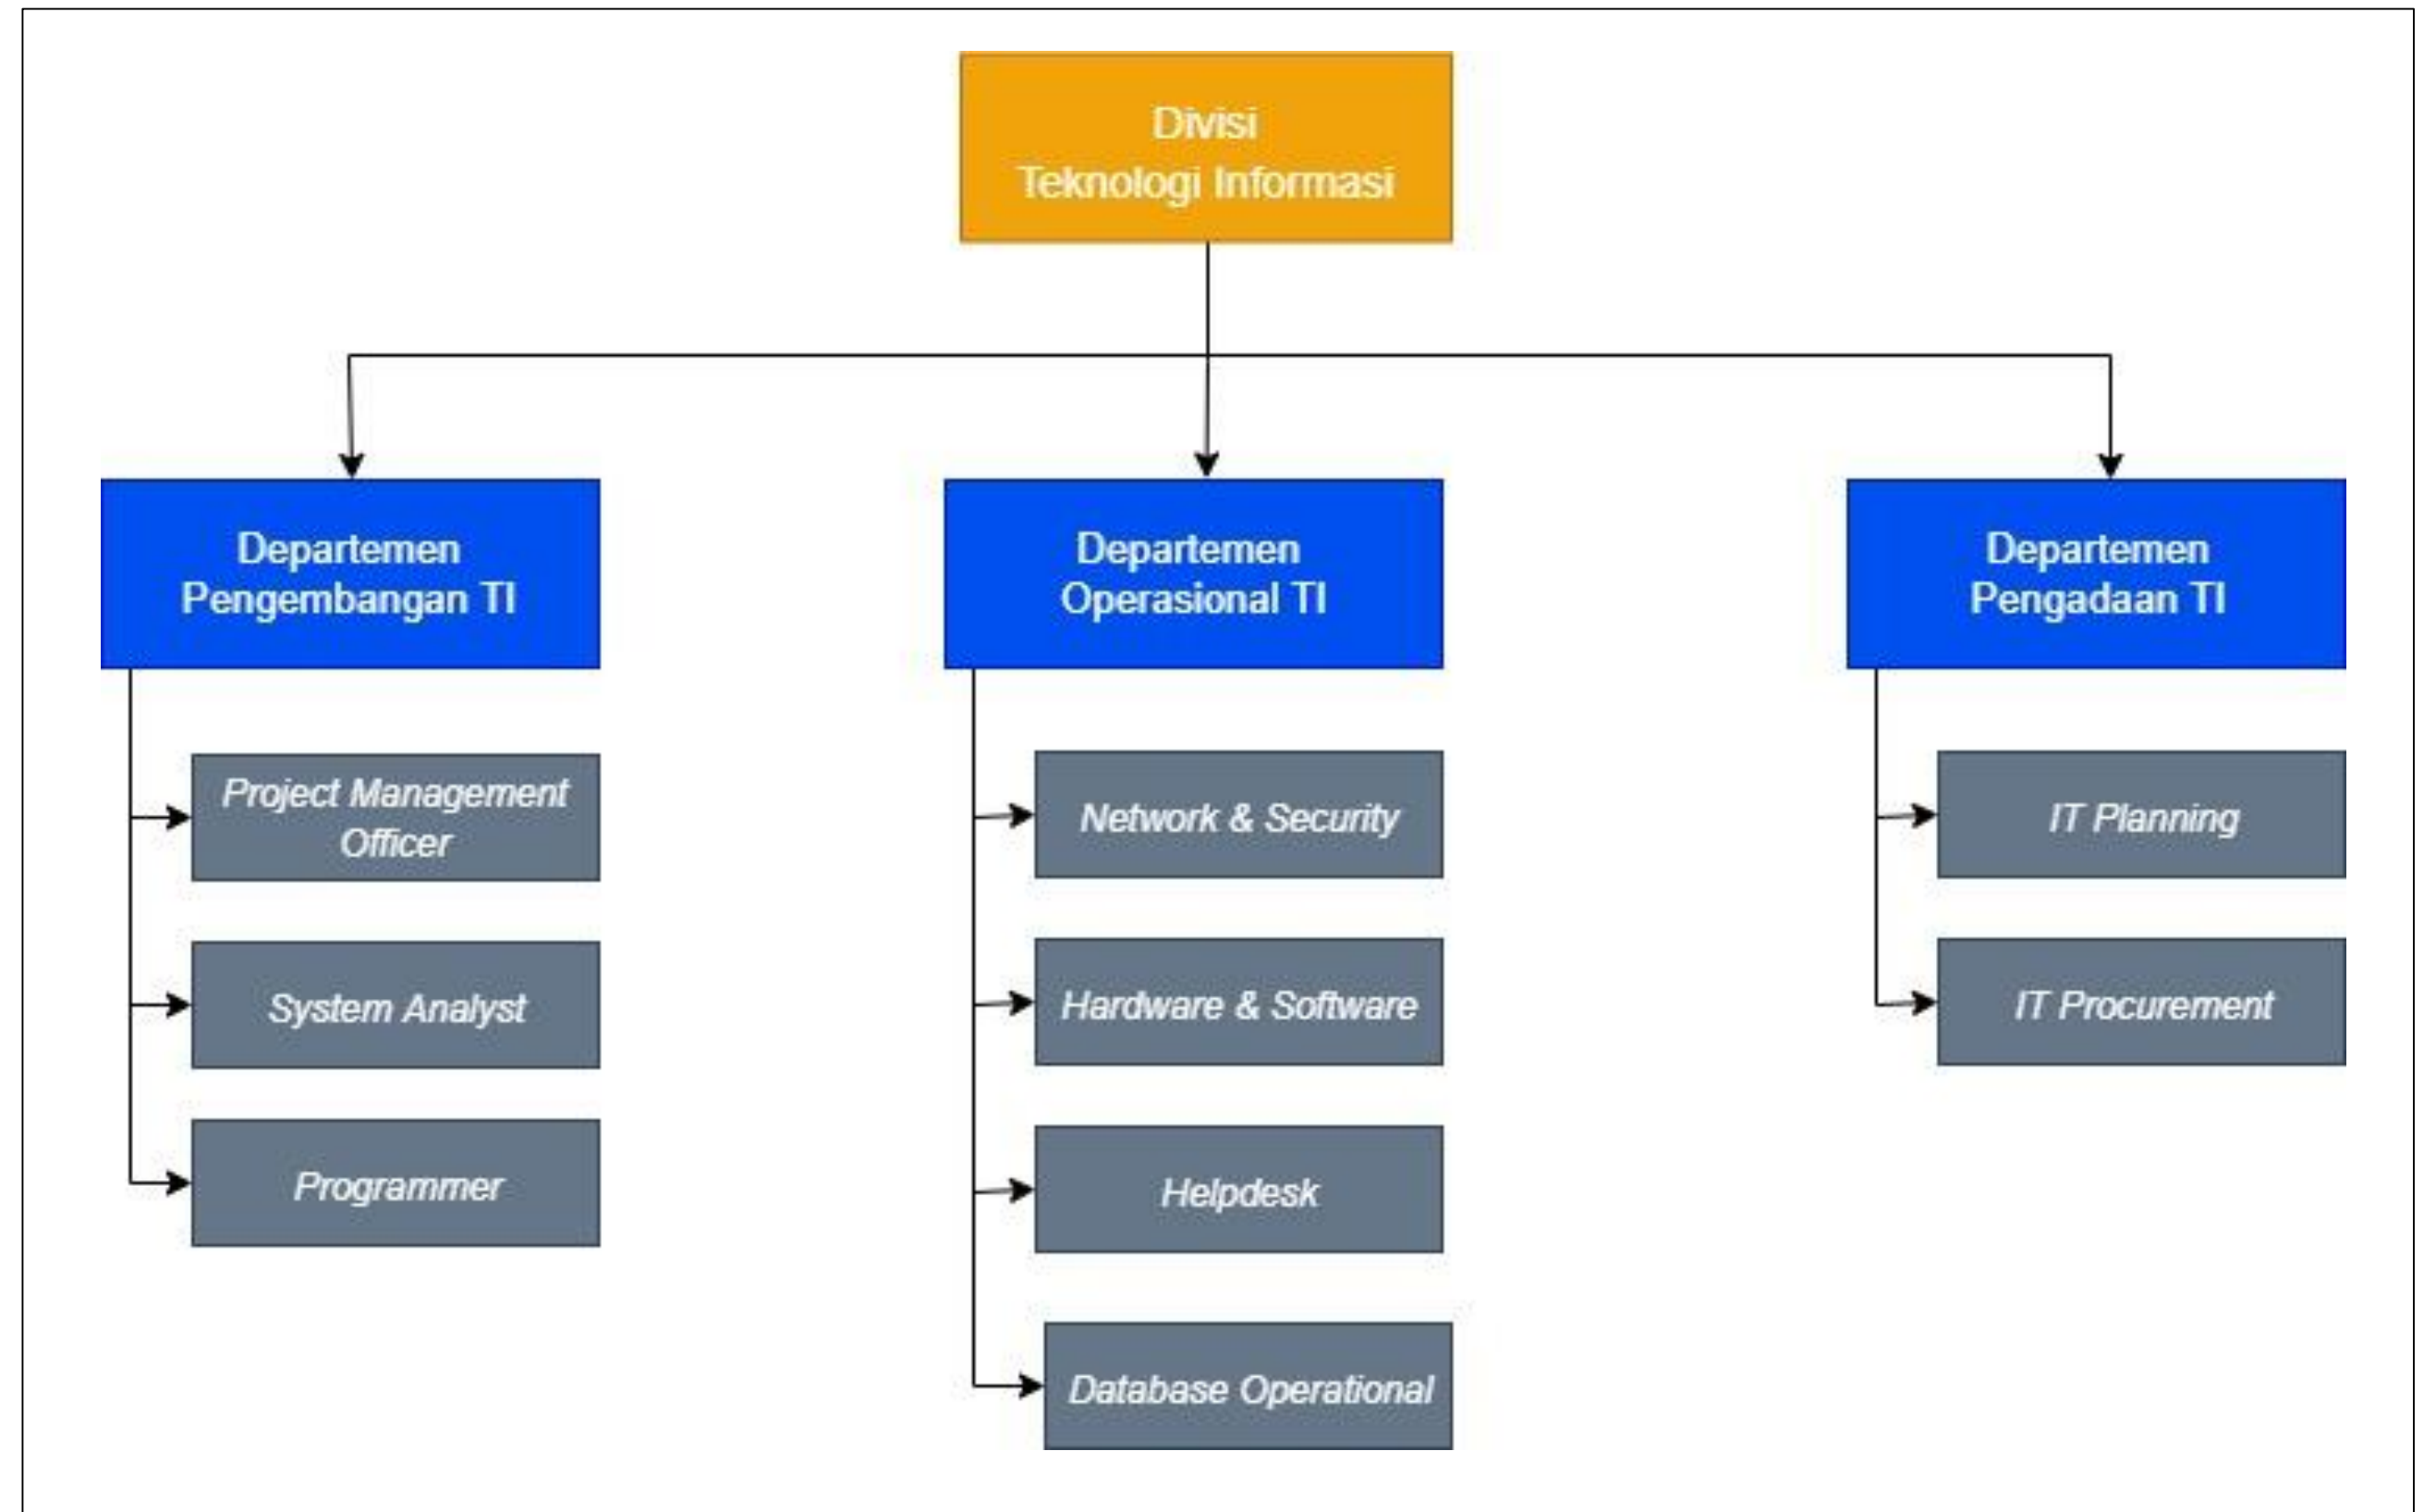 Divisi
Teknologi Informasi
Departemen
Pengembangan TI
Project Management
Officer
System Analyst
Programmer
Departemen
Operasional TI
Network & Security
Hardware & Software
Helpdesk
Database Operational
Departemen
Pengadaan TI
IT Planning
IT Procurement